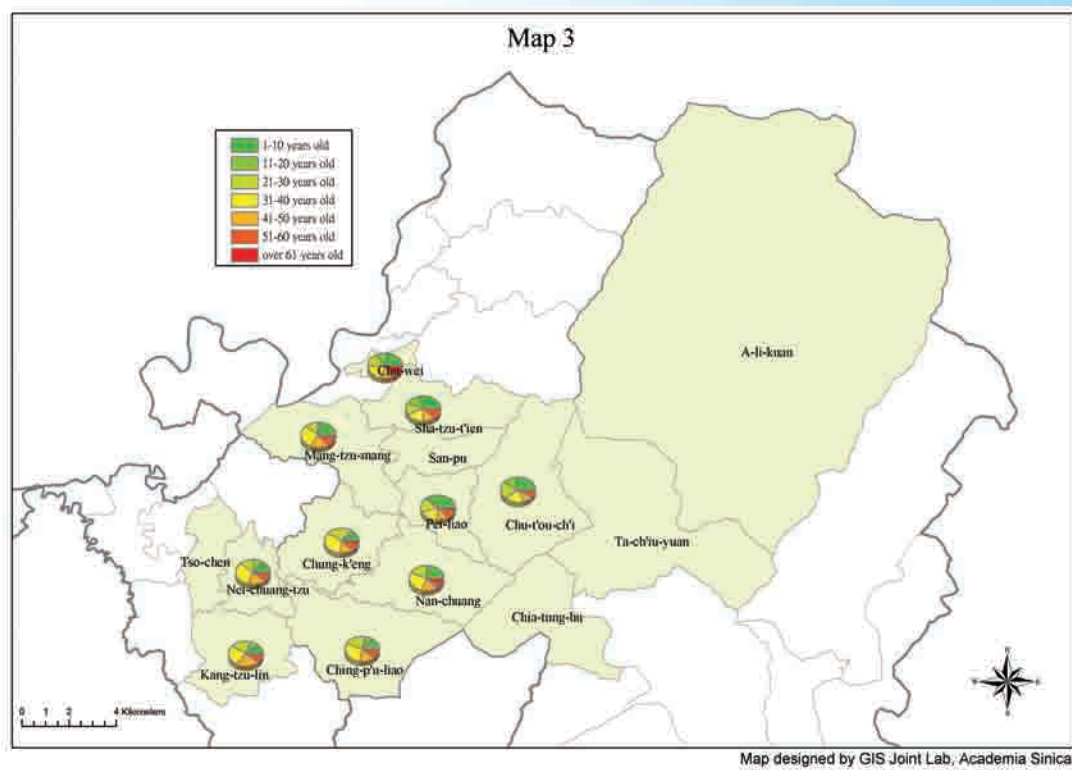 Map 3
1-10 years old
11-20 years old
21-30 years old
31-40 years old
41-50 years old
51-60 years old
over 61 years old
A-li-kuan
Chu-wei
Sha-tzu-t'ien
Mang-tzu-mang
San-pu
Pei-liao
Chu-t'ou-ch'i
Ta-ch'iu-yuan
Tso-chen
Chung-k'eng
Nei-chuang-tzu
Nan-chuang
Chia-tung-hu
Kang-tzu-lin
Ching-p'u-liao
0 1 2 4 Kilometers
N
W E
S
Map designed by GIS Joint Lab, Academia Sinica